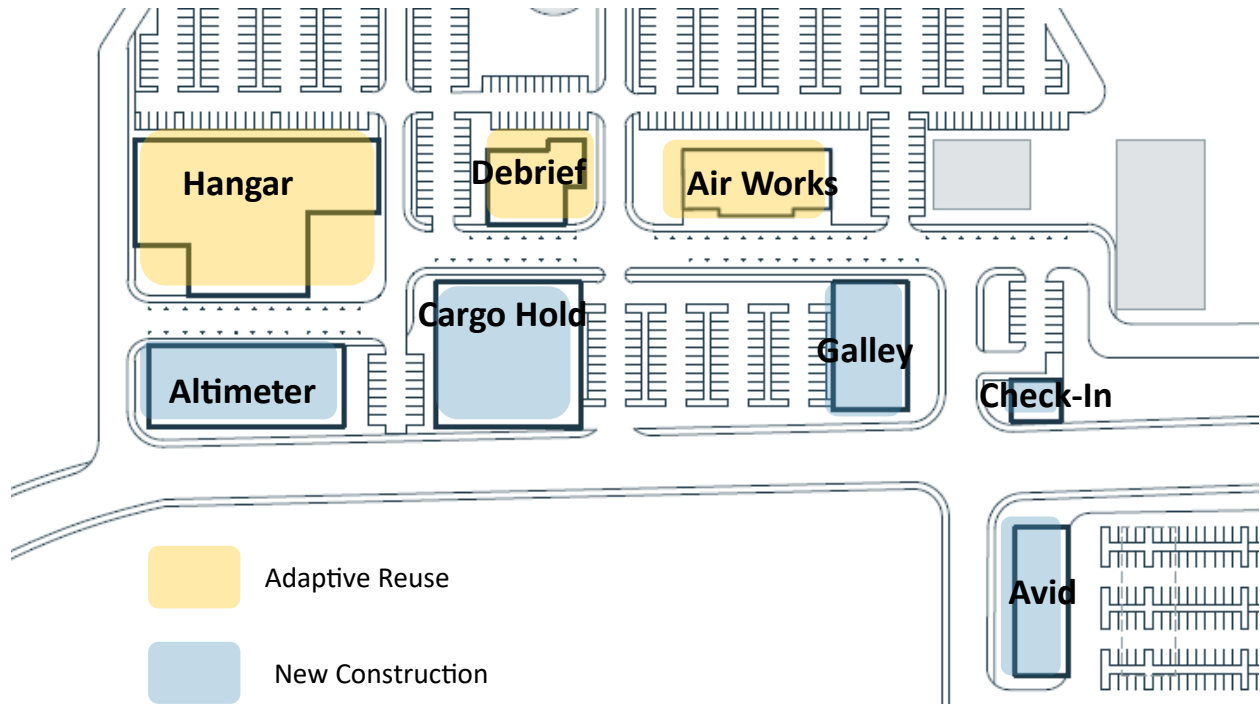 Hangar
Debrief
Air Works
Cargo Hold
Galley
Altimeter
Check-In
Adaptive Reuse
Avid
New Construction